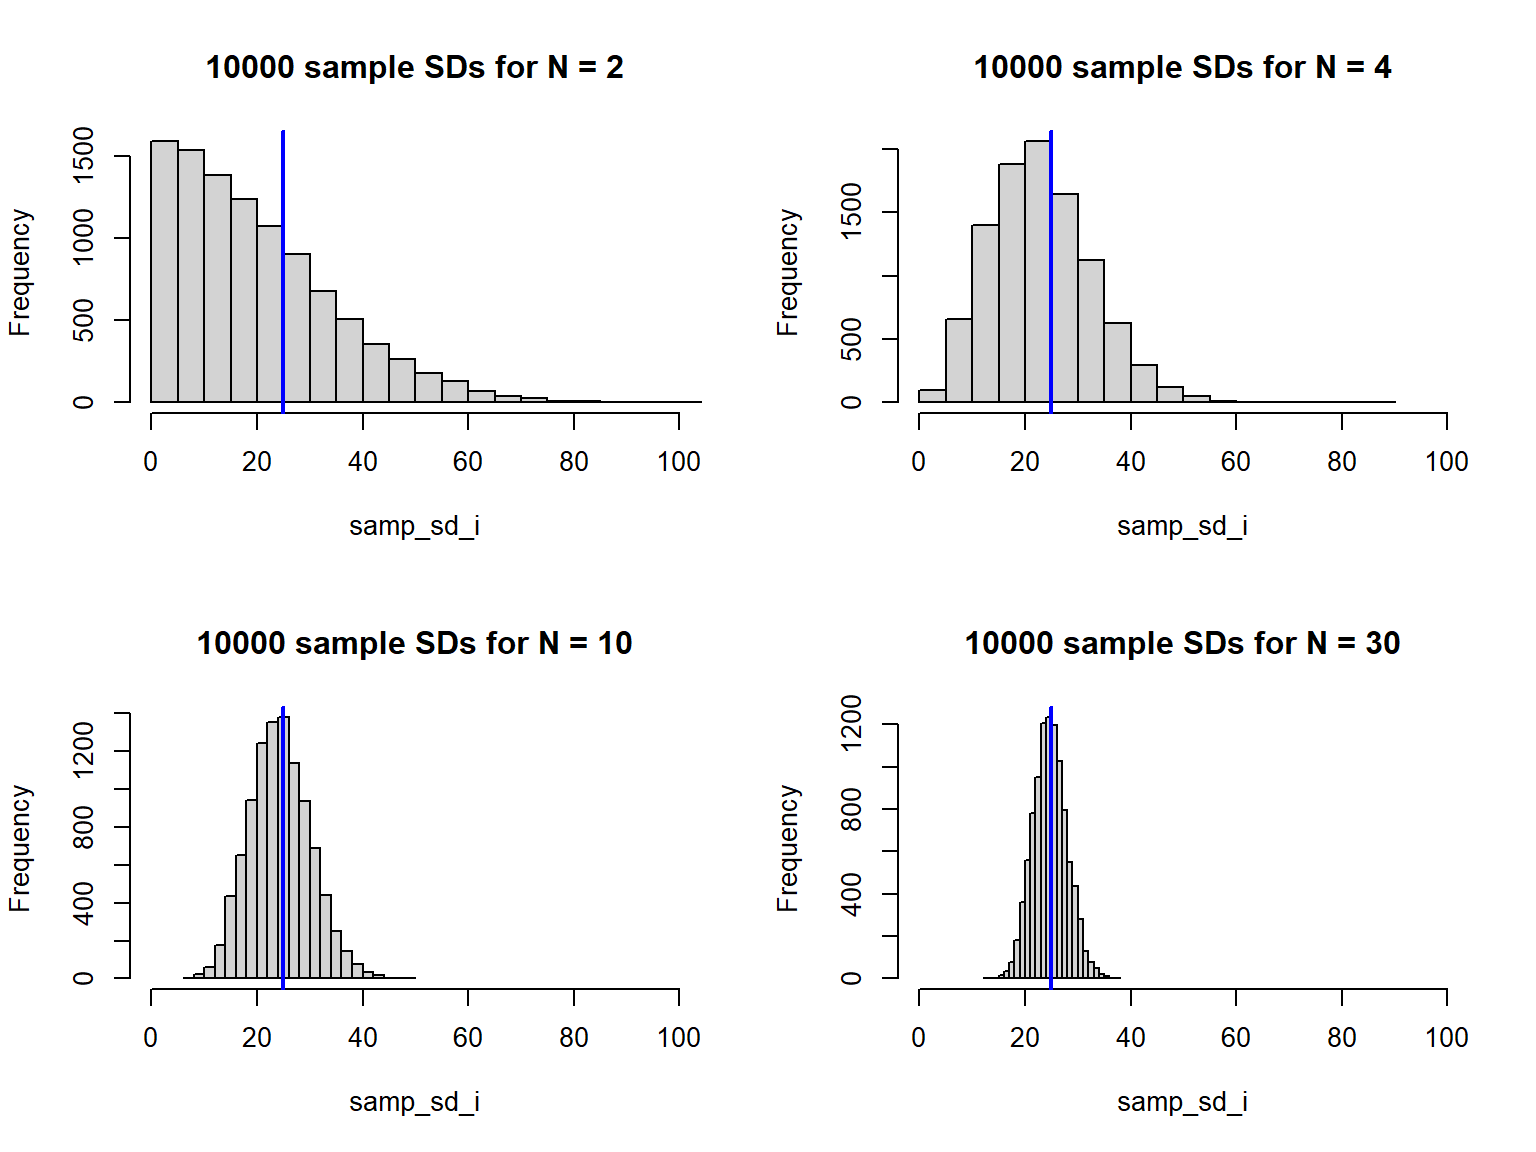 10000 sample SDs for N = 2
Frequency
0 500 1000 1500
0 20 40 60 80 100
samp_sd_i
10000 sample SDs for N = 4
Frequency
0 500 1500
0 20 40 60 80 100
samp_sd_i
10000 sample SDs for N = 10
Frequency
0 400 800 1200
0 20 40 60 80 100
samp_sd_i
10000 sample SDs for N = 30
Frequency
0 400 800 1200
0 20 40 60 80 100
samp_sd_i